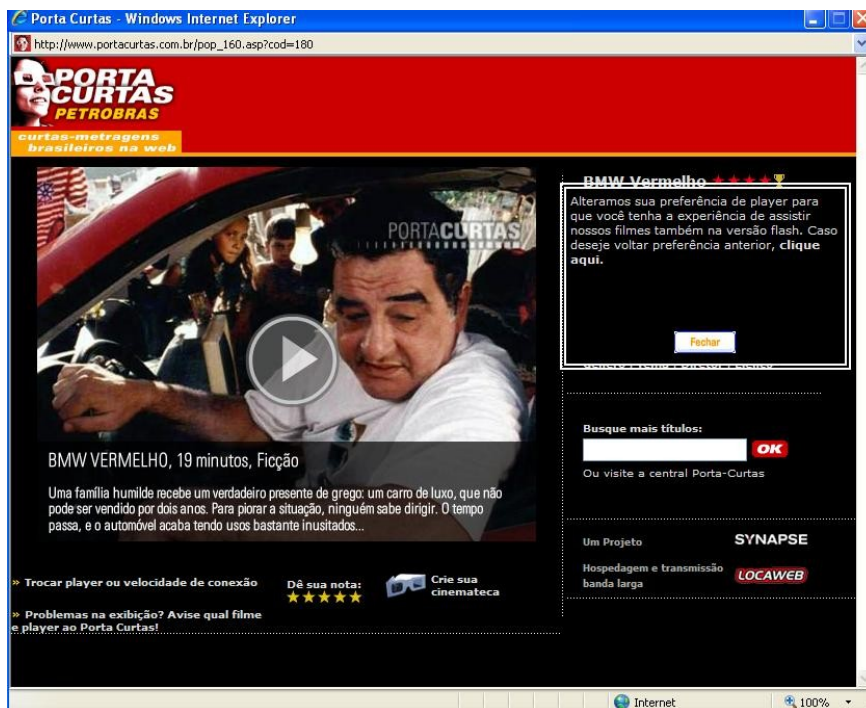 Porta Curtas - Windows Internet Explorer
http://www.portacurtas.com.br/pop_160.asp?cod=180
PORTA
CURTAS
PETROBRAS
curtas-metragens
brasileiros na web
PORTACURTAS
BMW VERMELHO, 19 minutos, Ficção
Uma família humilde recebe um verdadeiro presente de grego: um carro de luxo, que não
pode ser vendido por dois anos. Para piorar a situação, ninguém sabe dirigir. O tempo
passa, e o automóvel acaba tendo usos bastante inusitados...
» Trocar player ou velocidade de conexão
» Problemas na exibição? Avise qual filme
e player ao Porta Curtas!
Dê sua nota:
Crie sua
cinemateca
BMW Vermelho
Alteramos sua preferência de player para
que você tenha a experiência de assistir
nossos filmes também na versão flash. Caso
deseje voltar preferência anterior, clique
aqui.
Fechar
Busque mais títulos:
OK
Ou visite a central Porta-Curtas
Um Projeto
SYNAPSE
Hospedagem e transmissão
banda larga
LOCAWEB
Internet
100%